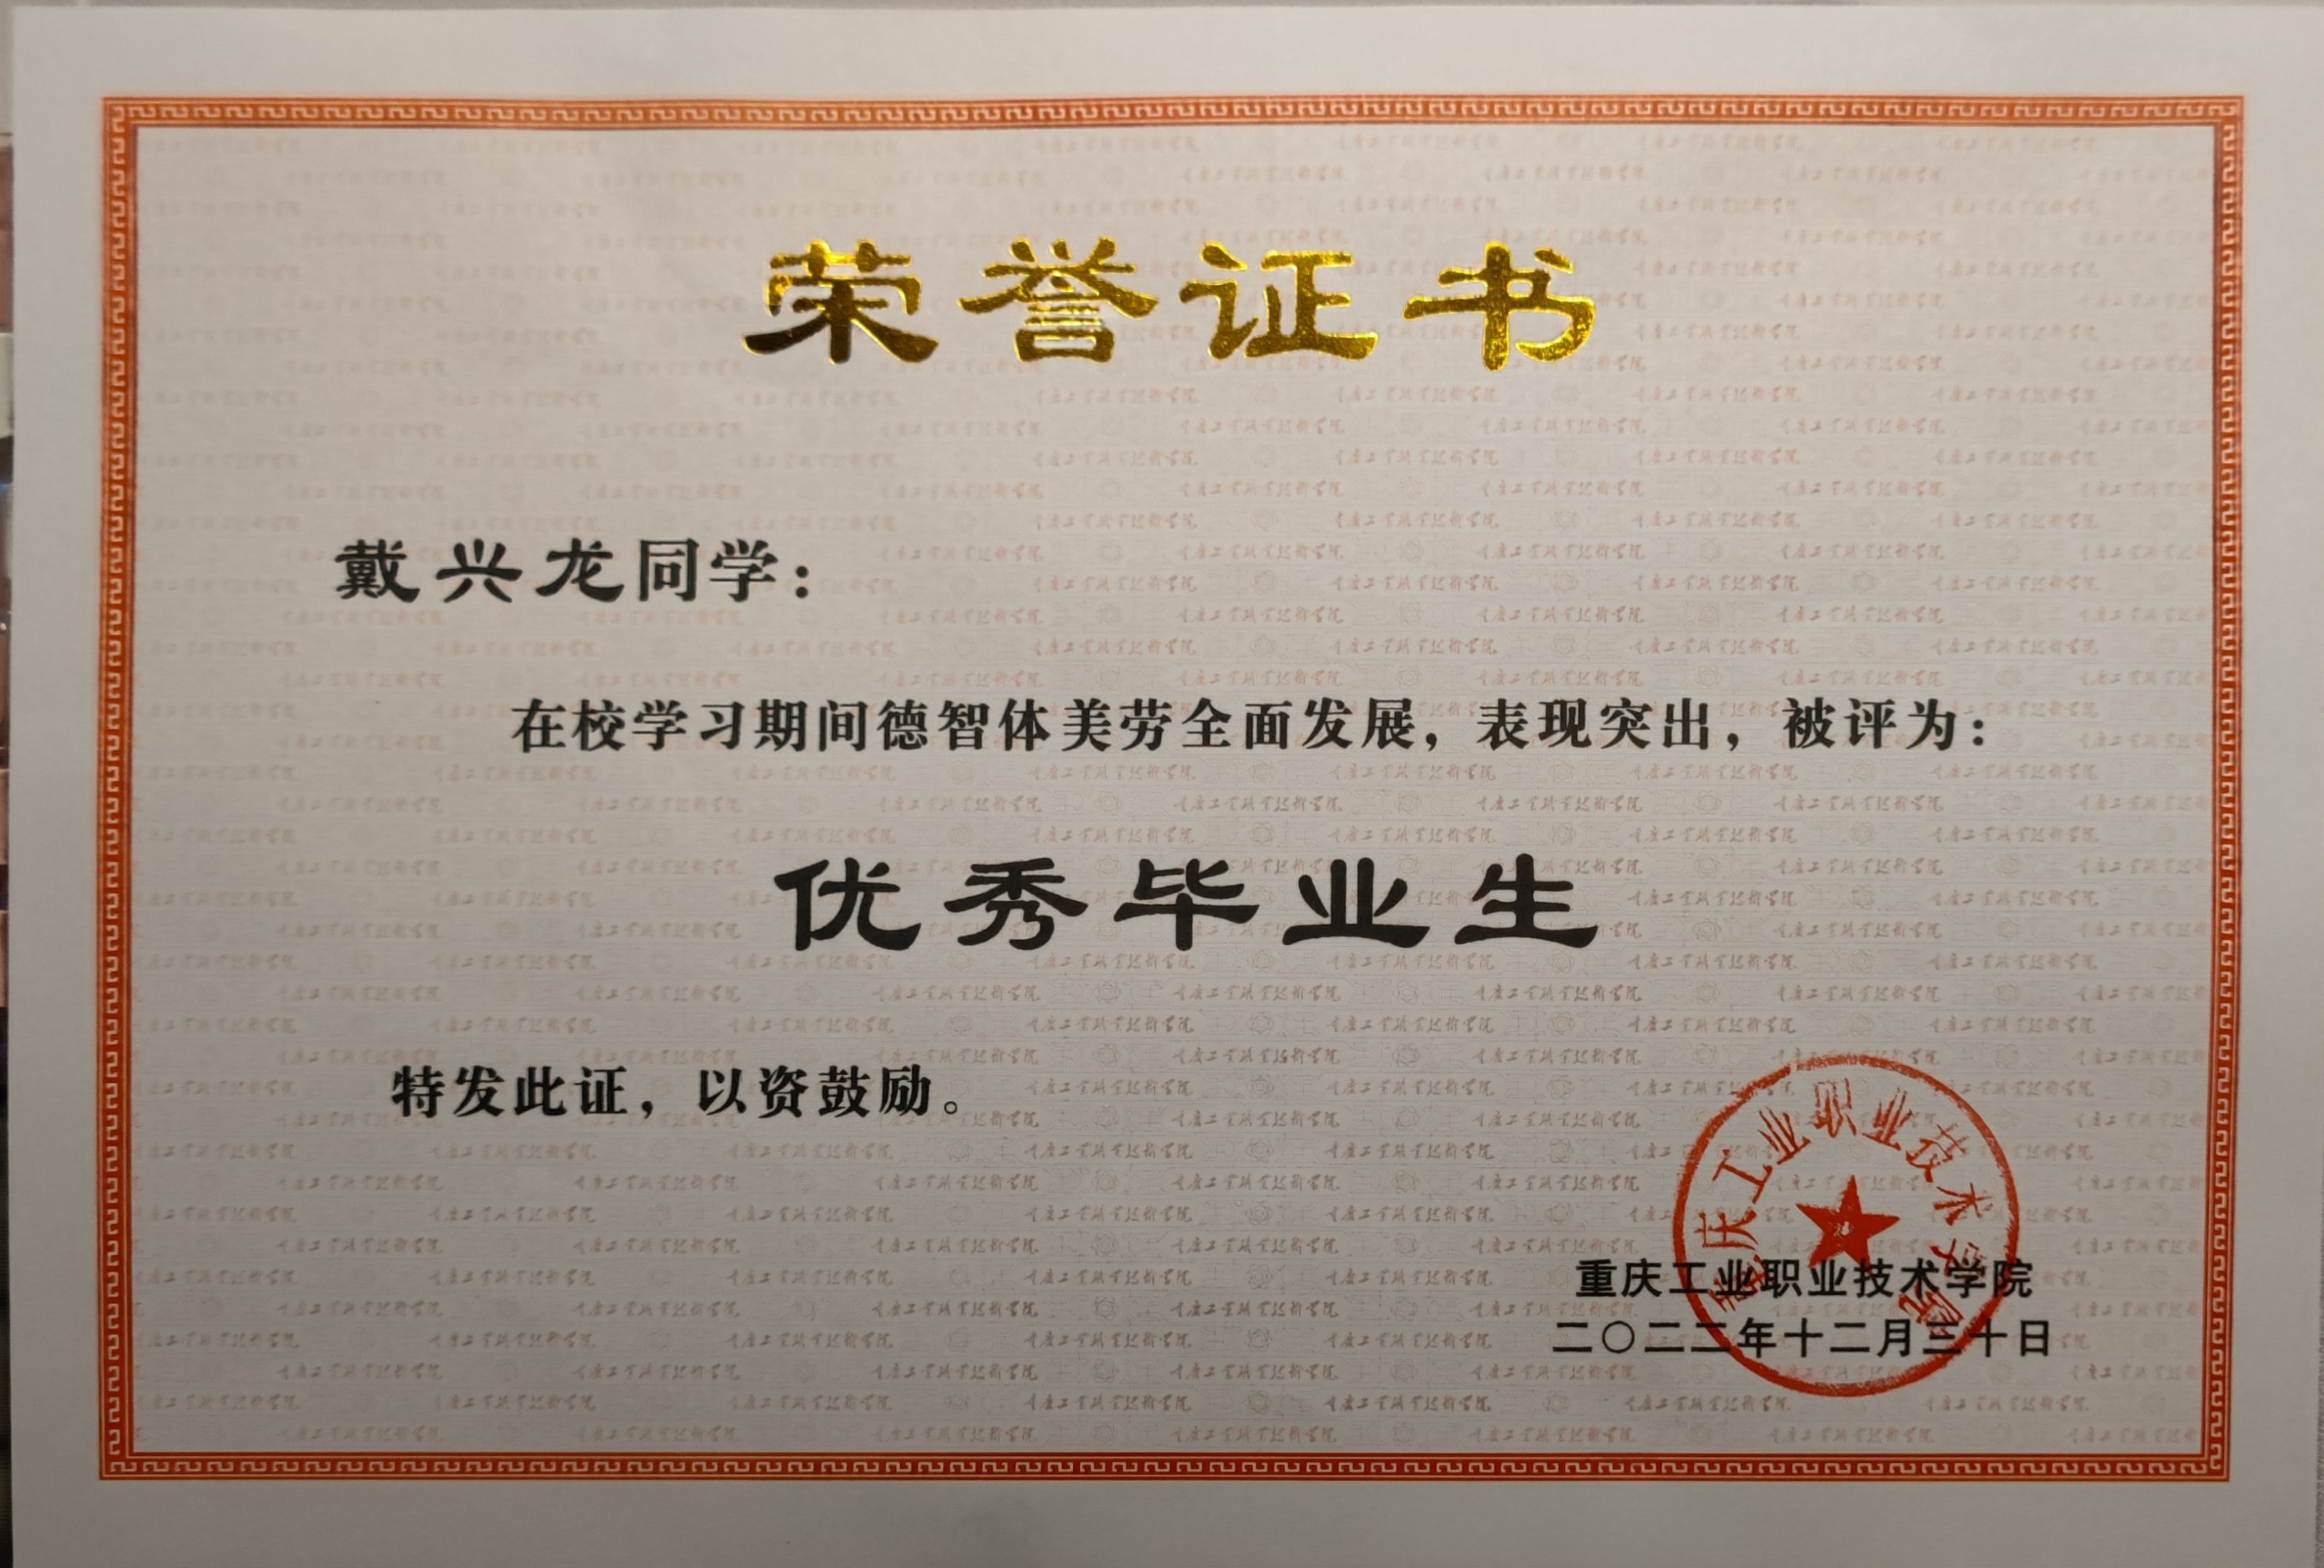 荣誉证书
戴兴龙同学：
在校学习期间德智体美劳全面发展，表现突出，被评为：
优秀毕业生
特发此证，以资鼓励。
重庆工业职业技术学院
重庆工业职业技术学院
二〇二二年十二月三十日